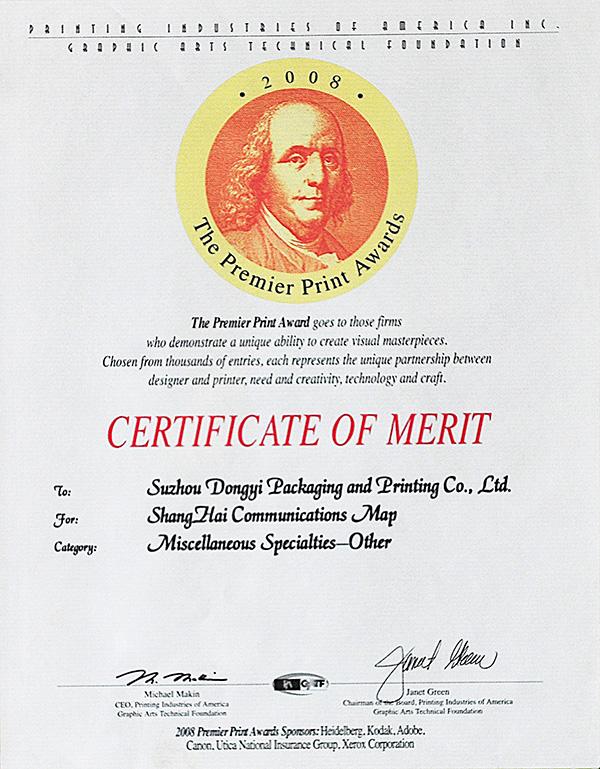 PRINTING INDUSTRIES OF AMERICA INC.
GRAPHIC ARTS TECHNICAL FOUNDATION
• 2008 •
The Premier Print Awards
The Premier Print Award goes to those firms
who demonstrate a unique ability to create visual masterpieces.
Chosen from thousands of entries, each represents the unique partnership between
designer and printer, need and creativity, technology and craft.
CERTIFICATE OF MERIT
To: Suzhou Dongyi Packaging and Printing Co., Ltd.
For: ShangHai Communications Map
Category: Miscellaneous Specialties—Other
M. Makin
Janet Green
Michael Makin
CEO, Printing Industries of America
Graphic Arts Technical Foundation
Janet Green
Chairman of the Board, Printing Industries of America
Graphic Arts Technical Foundation
2008 Premier Print Awards Sponsors: Heidelberg, Kodak, Adobe,
Canon, Utica National Insurance Group, Xerox Corporation